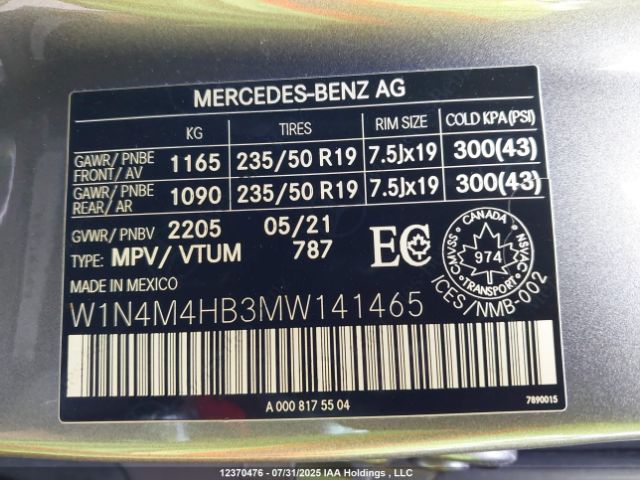 MERCEDES-BENZ AG
KG TIRES RIM SIZE COLD KPA(PSI)
GAWR/PNBE FRONT/AV 1165 235/50 R19 7.5Jx19 300(43)
GAWR/PNBE REAR/AR 1090 235/50 R19 7.5Jx19 300(43)
GVWR/PNBV 2205 05/21
TYPE: MPV/VTUM 787
EC
CANADA
CMVSS NSVAC
974
TRANSPORT
ICES/NMB-002
MADE IN MEXICO
W1N4M4HB3MW141465
A 000 817 55 04
7890015
12370476 - 07/31/2025 IAA Holdings , LLC